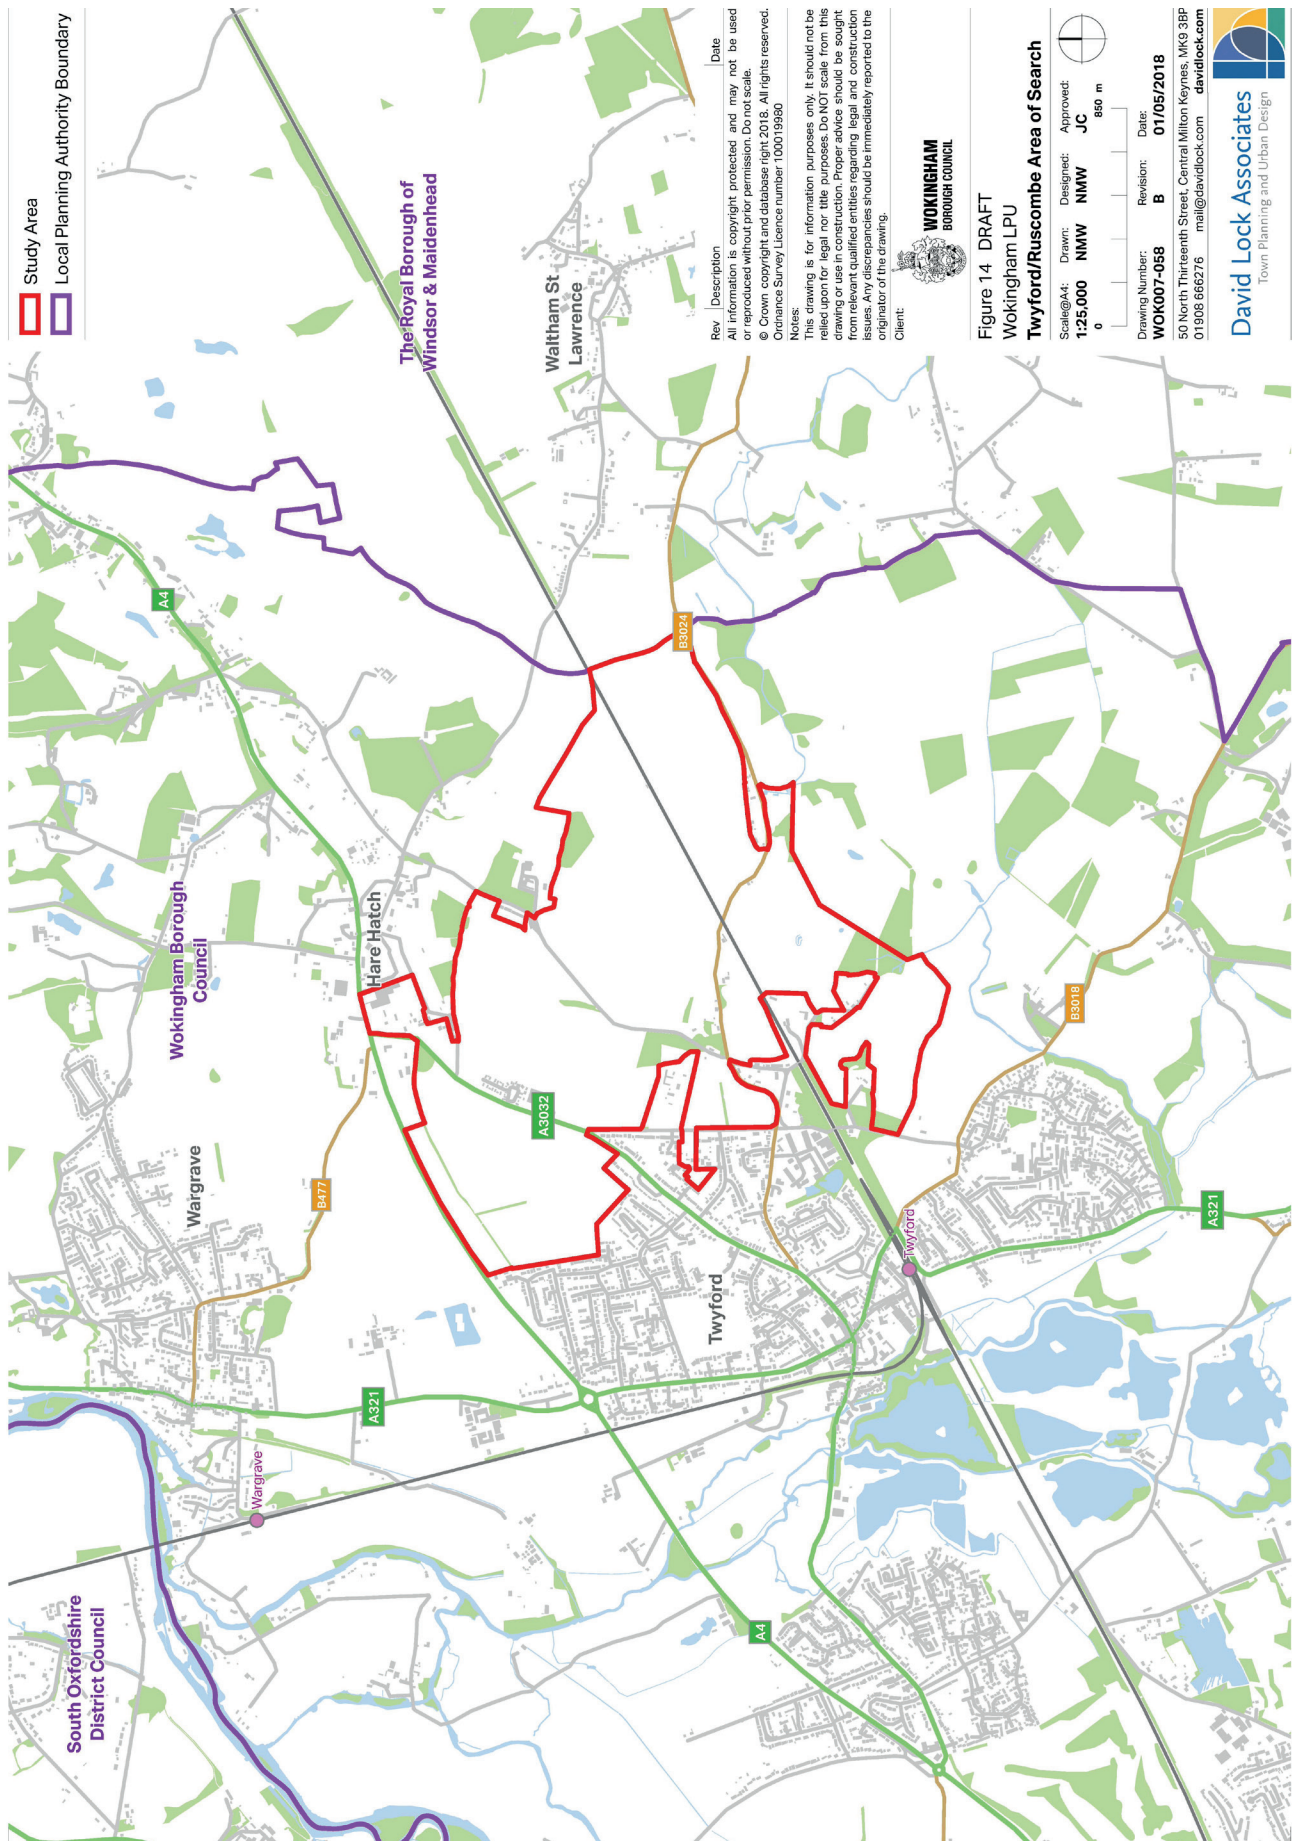 Study Area
Local Planning Authority Boundary
The Royal Borough of
Windsor & Maidenhead
Waltham St
Lawrence
Wokingham Borough
Council
Hare Hatch
Wargrave
Wargrave
Twyford
Twyford
South Oxfordshire
District Council
A4
A4
A3032
A321
A321
B477
B3024
B3018
Rev Description Date
All information is copyright protected and may not be used
or reproduced without prior permission. Do not scale.
© Crown copyright and database right 2018. All rights reserved.
Ordnance Survey Licence number 100019980
Notes:
This drawing is for information purposes only. It should not be
relied upon for legal nor title purposes. Do NOT scale from this
drawing or use in construction. Proper advice should be sought
from relevant qualified entities regarding legal and construction
issues. Any discrepancies should be immediately reported to the
originator of the drawing.
Client:
WOKINGHAM
BOROUGH COUNCIL
Figure 14 DRAFT
Wokingham LPU
Twyford/Ruscombe Area of Search
Scale@A4: Drawn: Designed: Approved:
1:25,000 NMW NMW JC
0 850 m
Drawing Number: Revision: Date:
WOK007-058 B 01/05/2018
50 North Thirteenth Street, Central Milton Keynes, MK9 3BP
01908 666276 mail@davidlock.com davidlock.com
David Lock Associates
Town Planning and Urban Design